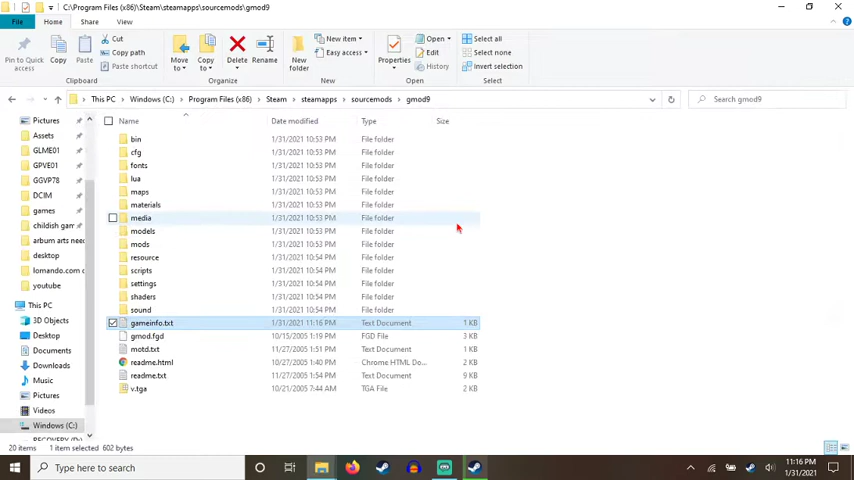 C:\Program Files (x86)\Steam\steamapps\sourcemods\gmod9
File Home Share View
Pin to Quick access
Copy
Paste
Cut
Copy path
Paste shortcut
Clipboard
Move to
Copy to
Delete
Rename
Organize
New folder
New item
Easy access
New
Properties
Open
Edit
History
Open
Select all
Select none
Invert selection
Select
This PC > Windows (C:) > Program Files (x86) > Steam > steamapps > sourcemods > gmod9
Search gmod9
Name Date modified Type Size
Pictures
Assets
GLME01
GPVE01
GGVP78
DCIM
games
childish gam
arbum arts nee
desktop
lomando.com c
youtube
This PC
3D Objects
Desktop
Documents
Downloads
Music
Pictures
Videos
Windows (C:)
bin 1/31/2021 10:53 PM File folder
cfg 1/31/2021 10:53 PM File folder
fonts 1/31/2021 10:53 PM File folder
lua 1/31/2021 10:53 PM File folder
maps 1/31/2021 10:53 PM File folder
materials 1/31/2021 10:53 PM File folder
media 1/31/2021 10:53 PM File folder
models 1/31/2021 10:53 PM File folder
mods 1/31/2021 10:53 PM File folder
resource 1/31/2021 10:54 PM File folder
scripts 1/31/2021 10:54 PM File folder
settings 1/31/2021 10:54 PM File folder
shaders 1/31/2021 10:54 PM File folder
sound 1/31/2021 10:54 PM File folder
gameinfo.txt 1/31/2021 11:16 PM Text Document 1 KB
gmod.fgd 10/15/2005 1:19 PM FGD File 3 KB
motd.txt 11/27/2005 1:51 PM Text Document 2 KB
readme.html 10/27/2005 1:40 PM Chrome HTML Do... 2 KB
readme.txt 11/27/2005 1:54 PM Text Document 9 KB
v.tga 10/21/2005 7:44 AM TGA File 2 KB
20 items 1 item selected 602 bytes
Type here to search
11:16 PM
1/31/2021